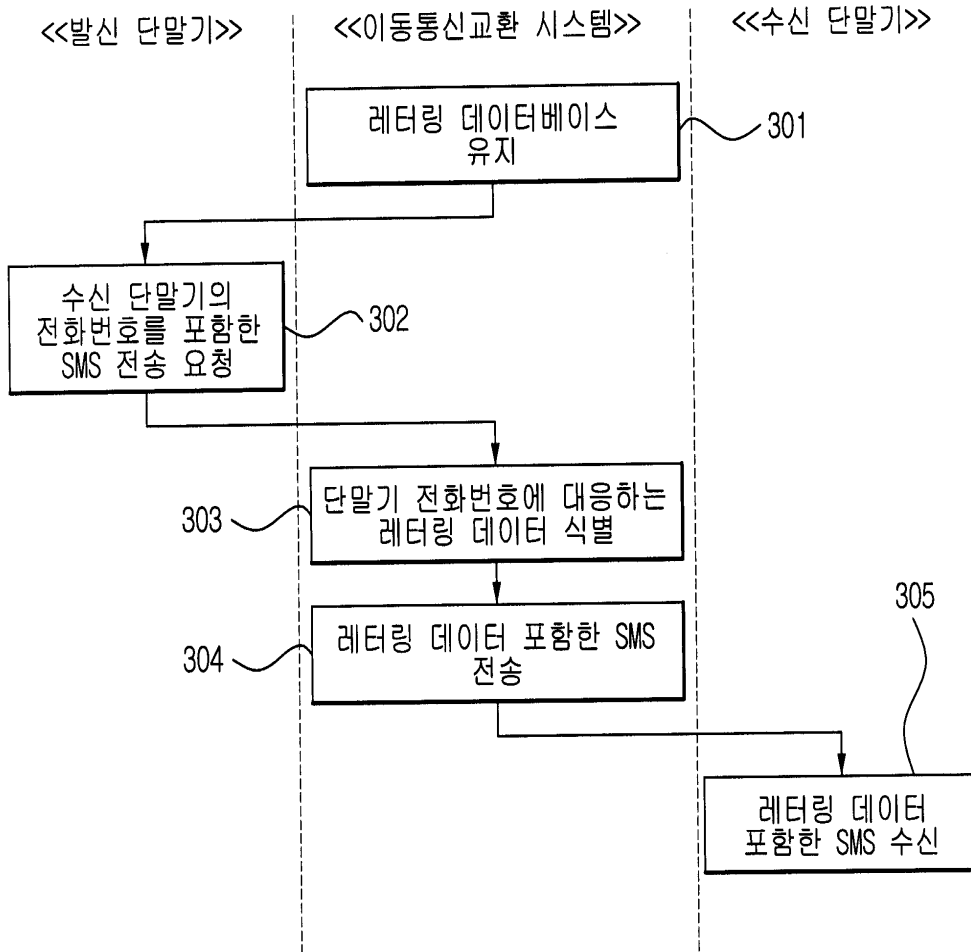 <<발신 단말기>>
<<이동통신교환 시스템>>
<<수신 단말기>>
레터링 데이터베이스
유지
301
수신 단말기의
전화번호를 포함한
SMS 전송 요청
302
단말기 전화번호에 대응하는
레터링 데이터 식별
303
레터링 데이터 포함한 SMS
전송
304
305
레터링 데이터
포함한 SMS 수신